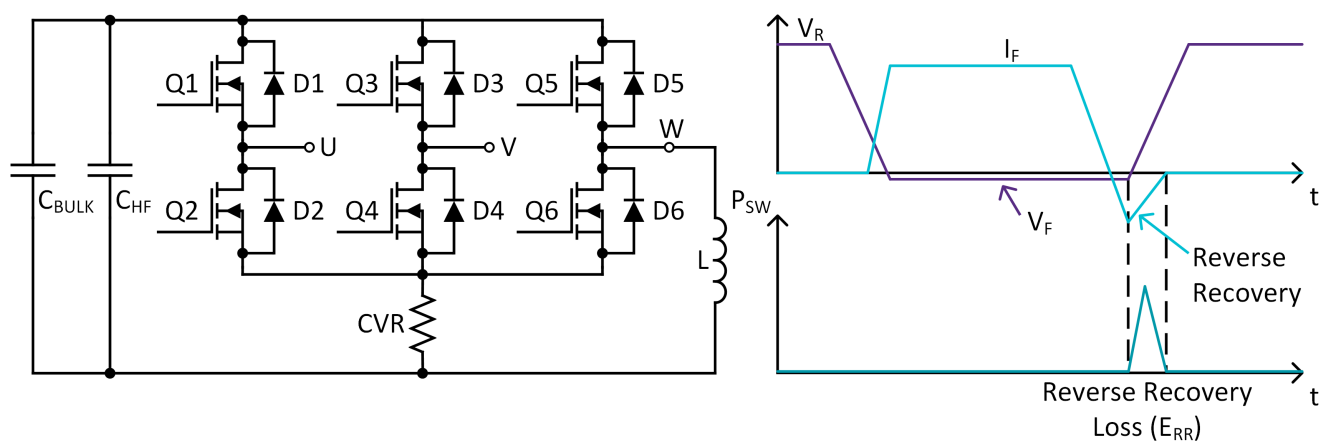 Q1
D1
Q3
D3
Q5
D5
U
V
W
C_BULK
C_HF
Q2
D2
Q4
D4
Q6
D6
L
CVR
V_R
I_F
t
V_F
Reverse
Recovery
P_SW
t
Reverse Recovery
Loss (E_RR)